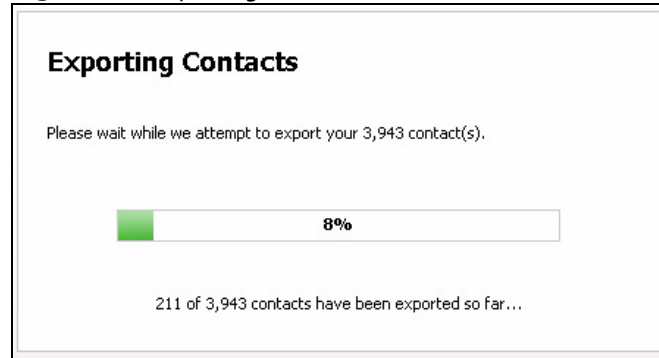 Exporting Contacts
Please wait while we attempt to export your 3,943 contact(s).
8%
211 of 3,943 contacts have been exported so far...